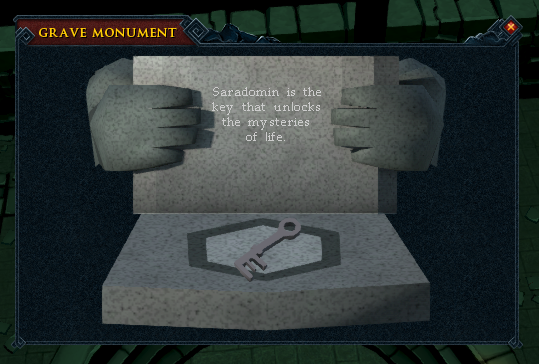 GRAVE MONUMENT
Saradomin is the
key that unlocks
the mysteries
of life.